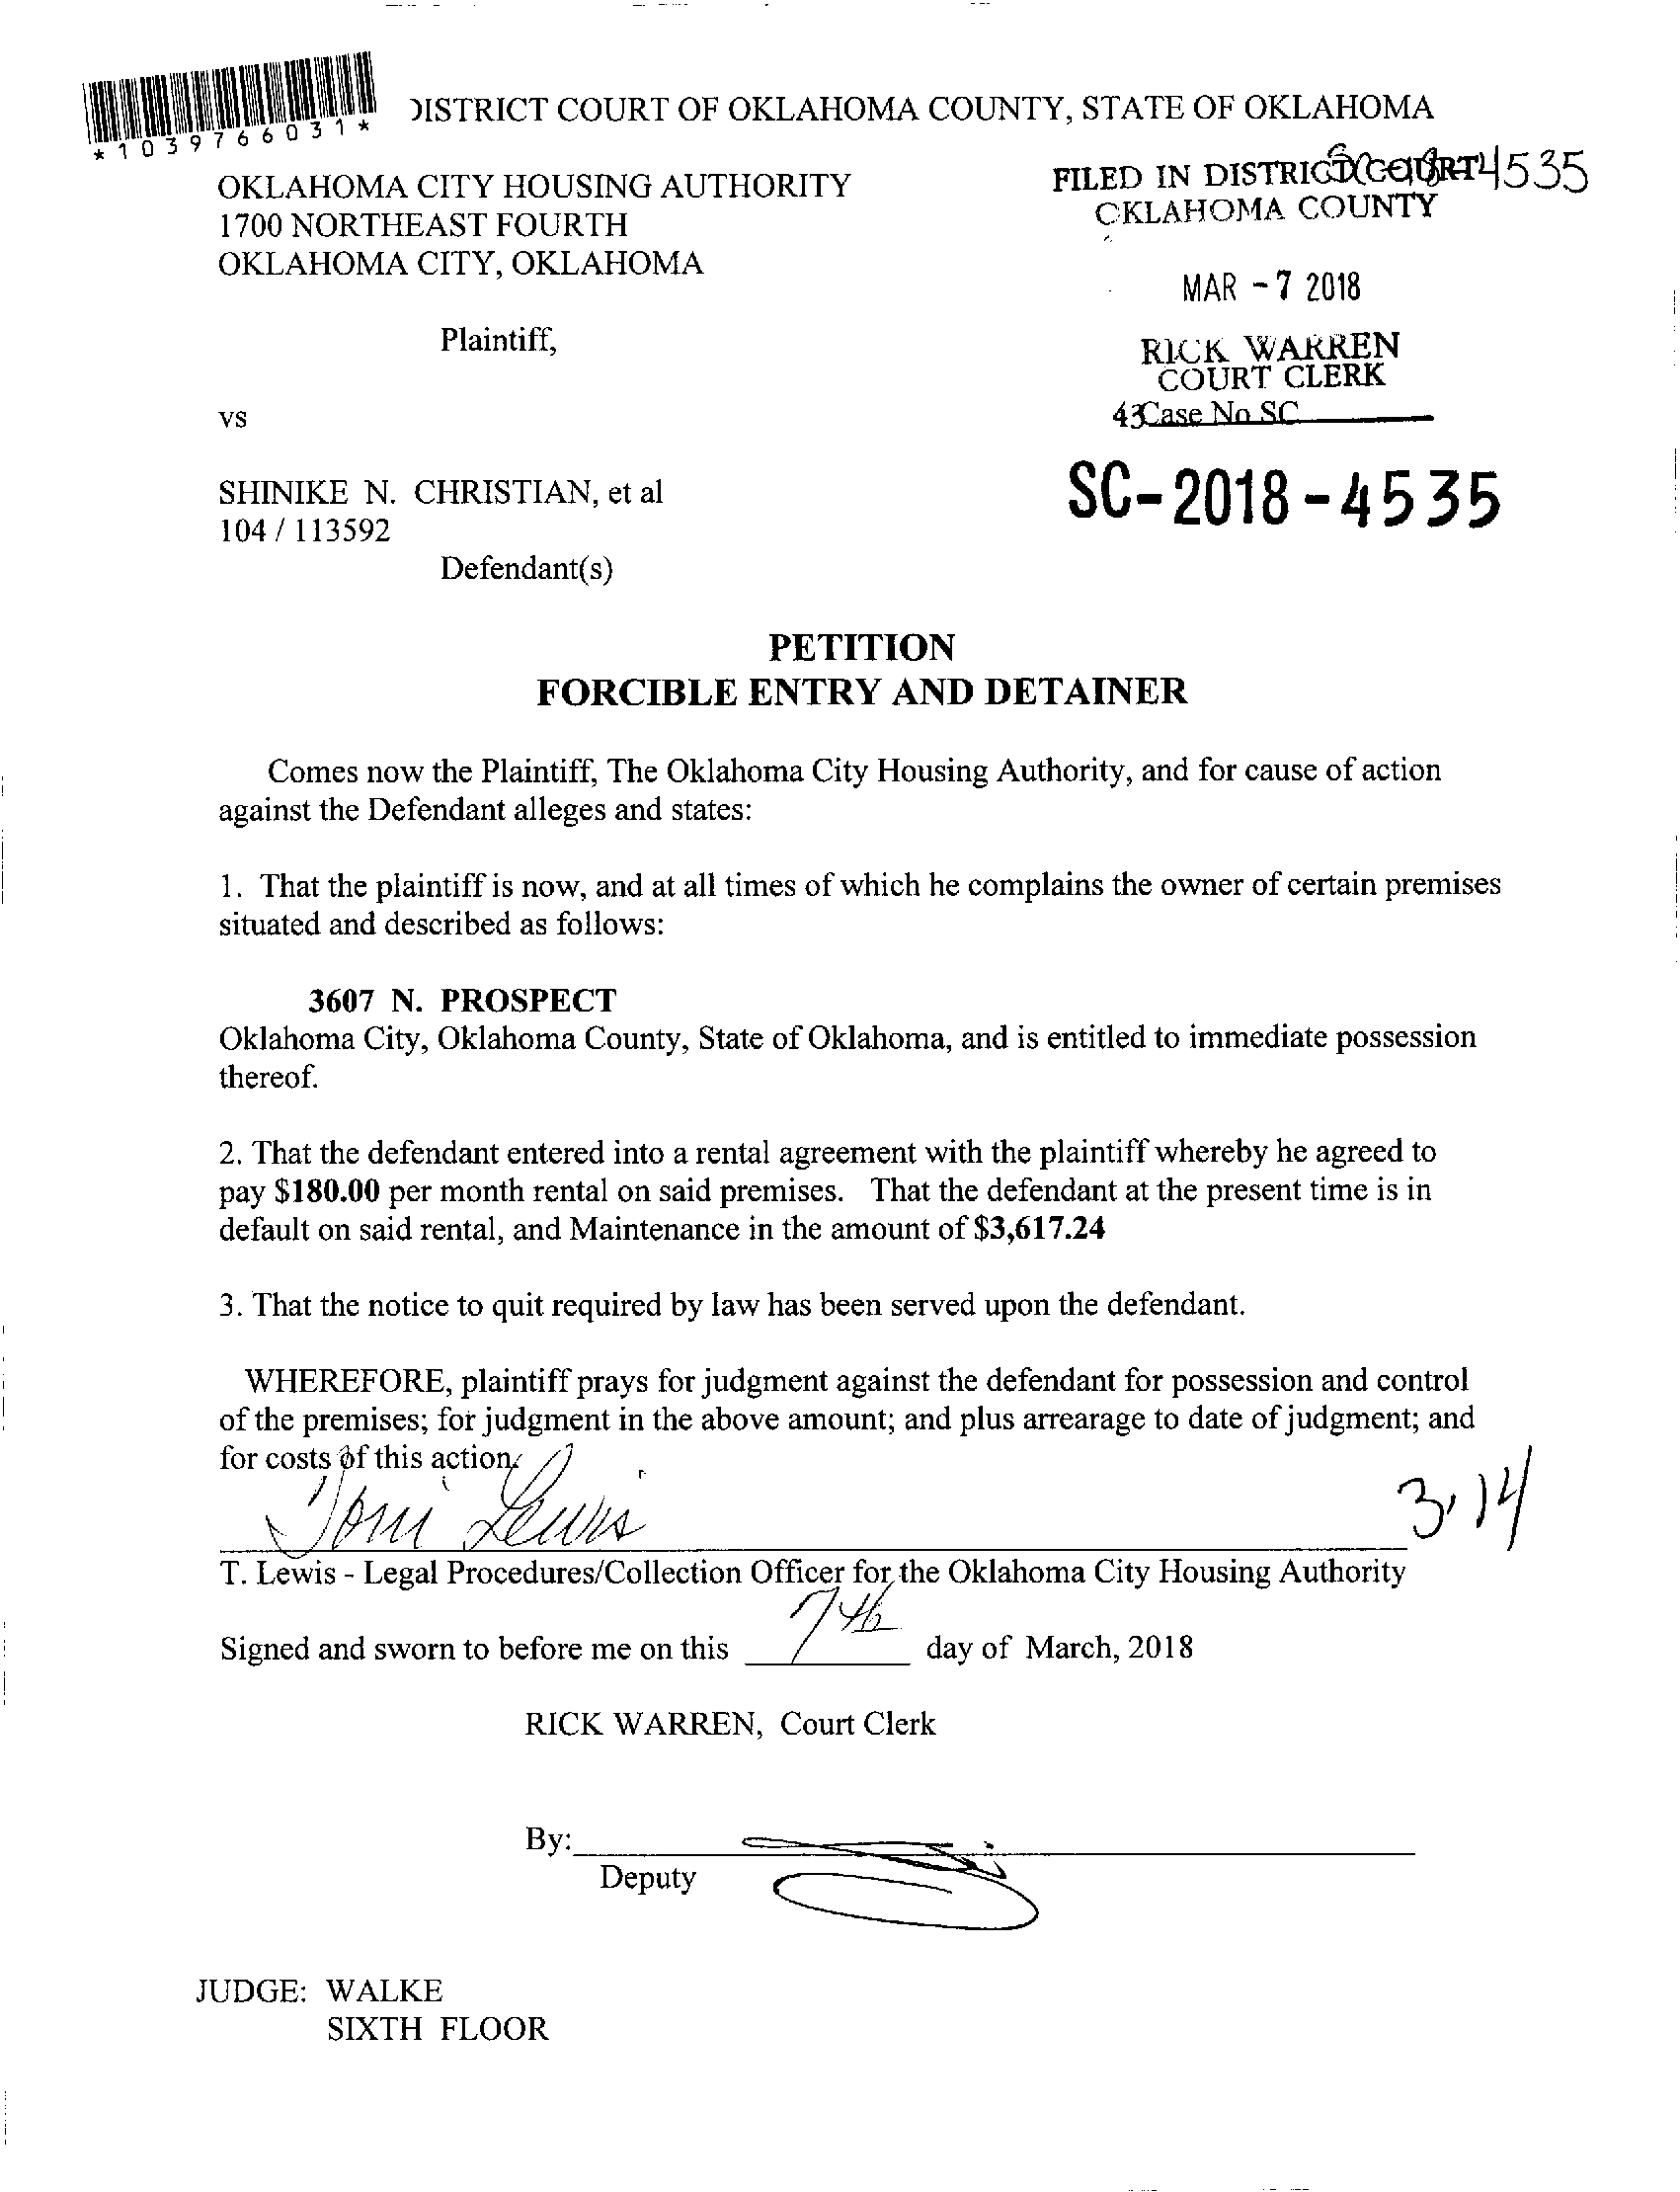 *1039766031*
DISTRICT COURT OF OKLAHOMA COUNTY, STATE OF OKLAHOMA
OKLAHOMA CITY HOUSING AUTHORITY
1700 NORTHEAST FOURTH
OKLAHOMA CITY, OKLAHOMA
FILED IN DISTRICT COURT
4535
OKLAHOMA COUNTY
MAR - 7 2018
Plaintiff,
RICK WARREN
COURT CLERK
43
Case No SC
vs
SC-2018-4535
SHINIKE N. CHRISTIAN, et al
104 / 113592
Defendant(s)
PETITION
FORCIBLE ENTRY AND DETAINER
Comes now the Plaintiff, The Oklahoma City Housing Authority, and for cause of action
against the Defendant alleges and states:
1. That the plaintiff is now, and at all times of which he complains the owner of certain premises
situated and described as follows:
3607 N. PROSPECT
Oklahoma City, Oklahoma County, State of Oklahoma, and is entitled to immediate possession
thereof.
2. That the defendant entered into a rental agreement with the plaintiff whereby he agreed to
pay $180.00 per month rental on said premises. That the defendant at the present time is in
default on said rental, and Maintenance in the amount of $3,617.24
3. That the notice to quit required by law has been served upon the defendant.
WHEREFORE, plaintiff prays for judgment against the defendant for possession and control
of the premises; for judgment in the above amount; and plus arrearage to date of judgment; and
for costs of this action.
Toni Lewis
3.14
T. Lewis - Legal Procedures/Collection Officer for the Oklahoma City Housing Authority
Signed and sworn to before me on this 7th day of March, 2018
RICK WARREN, Court Clerk
By:
Deputy
JUDGE: WALKE
SIXTH FLOOR